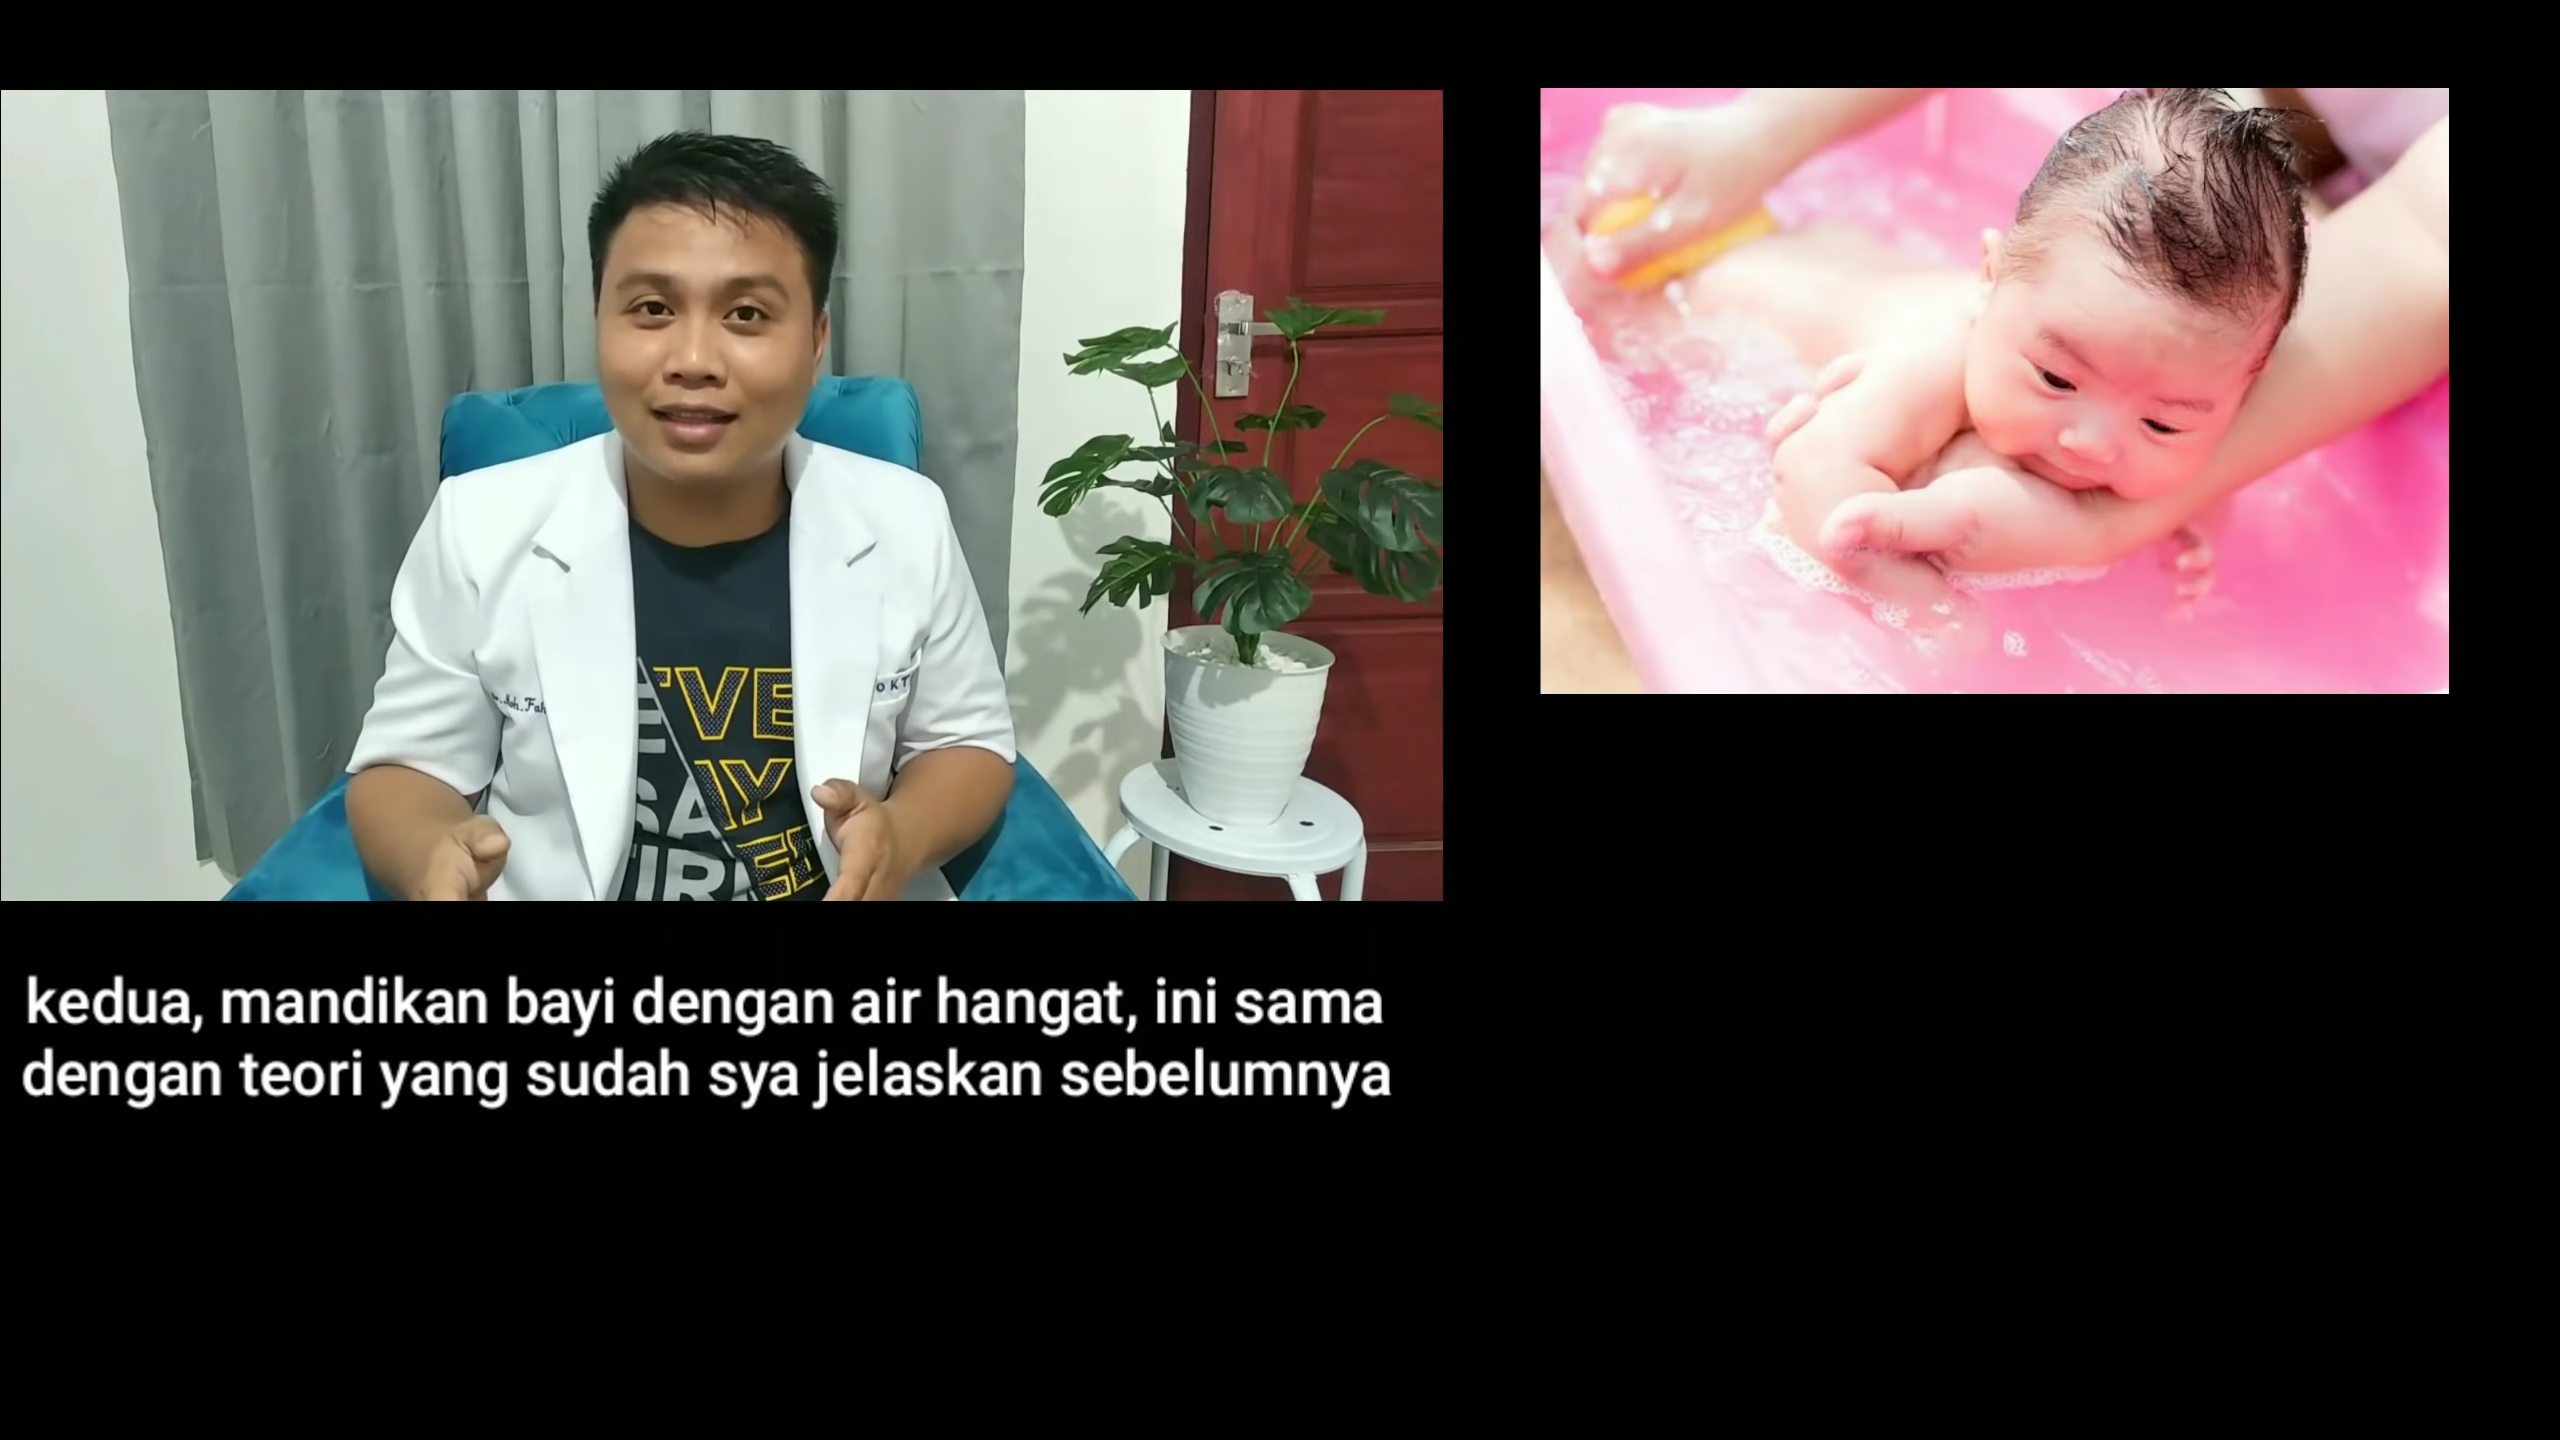 kedua, mandikan bayi dengan air hangat, ini sama
dengan teori yang sudah sya jelaskan sebelumnya